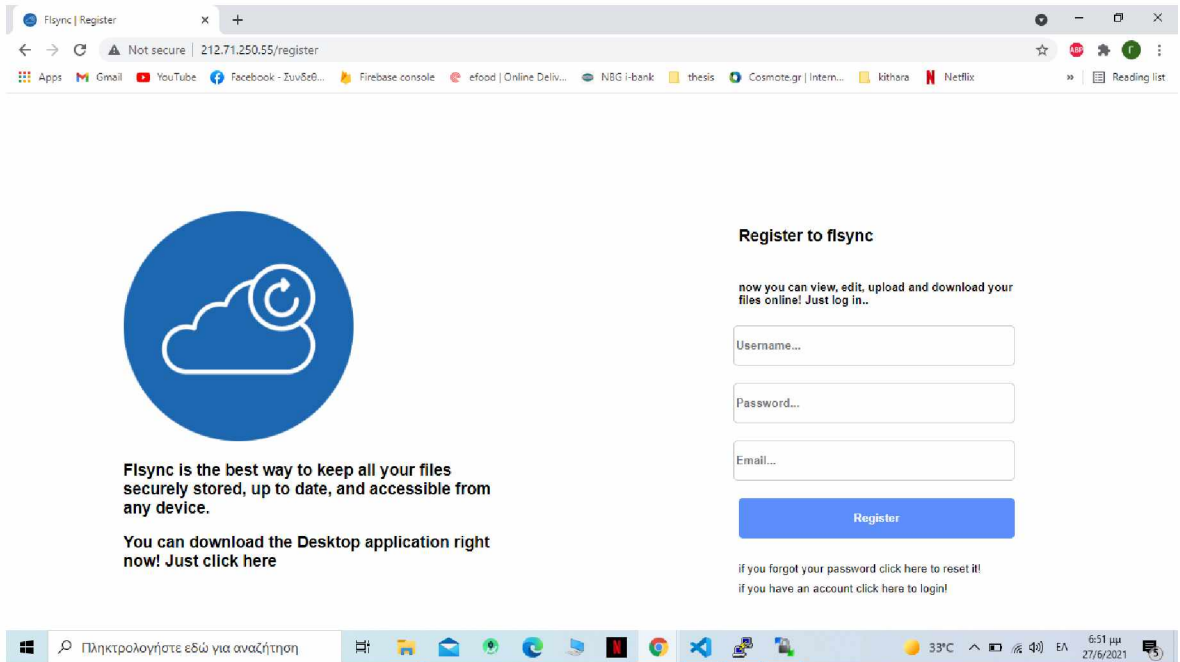 Flsync | Register
Not secure | 212.71.250.55/register
ABP
Γ
Apps Gmail YouTube Facebook - Συνδεθ... Firebase console efood | Online Deliv... NBG i-bank thesis Cosmote.gr | Intern... kithara Netflix » Reading list
Register to flsync
now you can view, edit, upload and download your
files online! Just log in..
Username...
Password...
Email...
Register
if you forgot your password click here to reset it!
if you have an account click here to login!
Flsync is the best way to keep all your files
securely stored, up to date, and accessible from
any device.
You can download the Desktop application right
now! Just click here
Πληκτρολογήστε εδώ για αναζήτηση
33°C
ΕΛ
6:51 μμ
27/6/2021
5